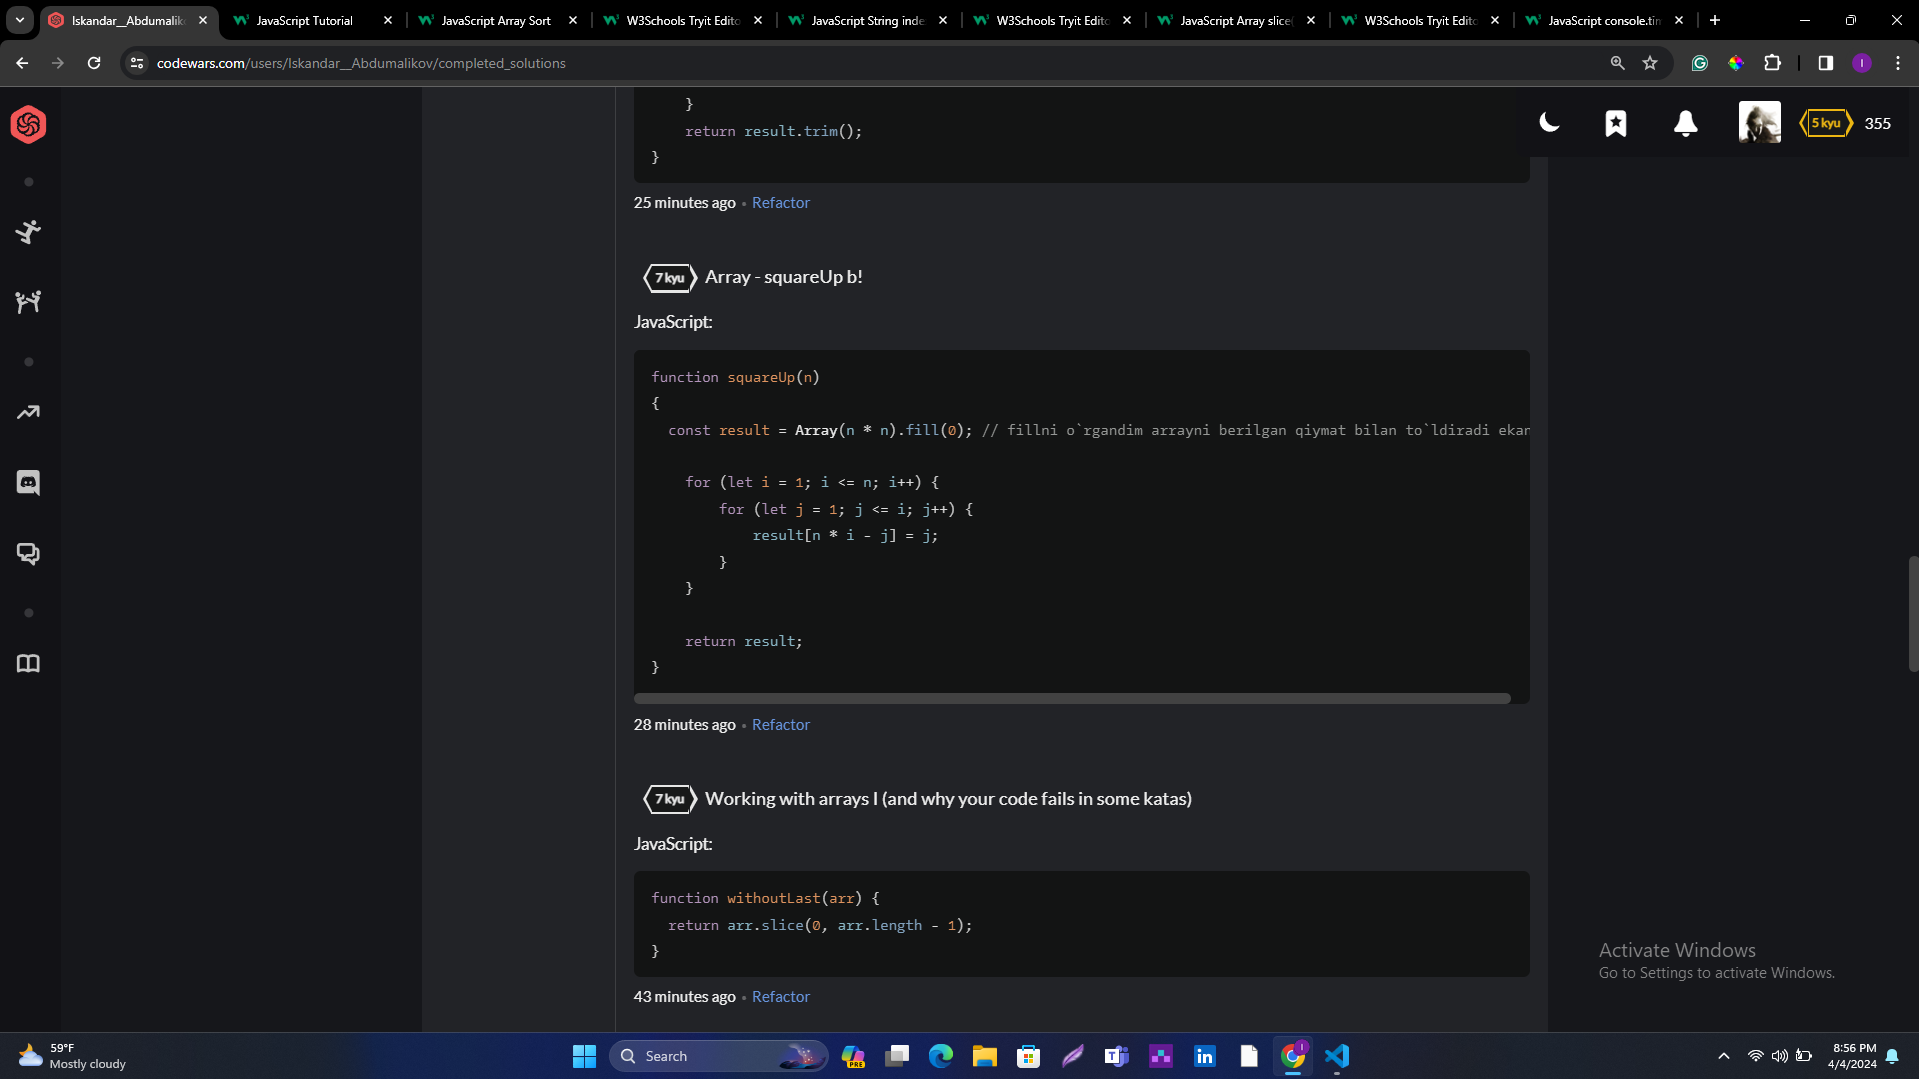 Iskandar__Abdumalik
JavaScript Tutorial
JavaScript Array Sort
W3Schools Tryit Edito
JavaScript String inde
W3Schools Tryit Edito
JavaScript Array slice(
W3Schools Tryit Edito
JavaScript console.tim
codewars.com/users/Iskandar__Abdumalikov/completed_solutions
I
5 kyu
355
}
return result.trim();
}
25 minutes ago • Refactor
7 kyu Array - squareUp b!
JavaScript:
function squareUp(n)
{
const result = Array(n * n).fill(0); // fillni o`rgandim arrayni berilgan qiymat bilan to`ldiradi ekan
for (let i = 1; i <= n; i++) {
for (let j = 1; j <= i; j++) {
result[n * i - j] = j;
}
}
return result;
}
28 minutes ago • Refactor
7 kyu Working with arrays I (and why your code fails in some katas)
JavaScript:
function withoutLast(arr) {
return arr.slice(0, arr.length - 1);
}
43 minutes ago • Refactor
Activate Windows
Go to Settings to activate Windows.
59°F
Mostly cloudy
Search
PRE
8:56 PM
4/4/2024